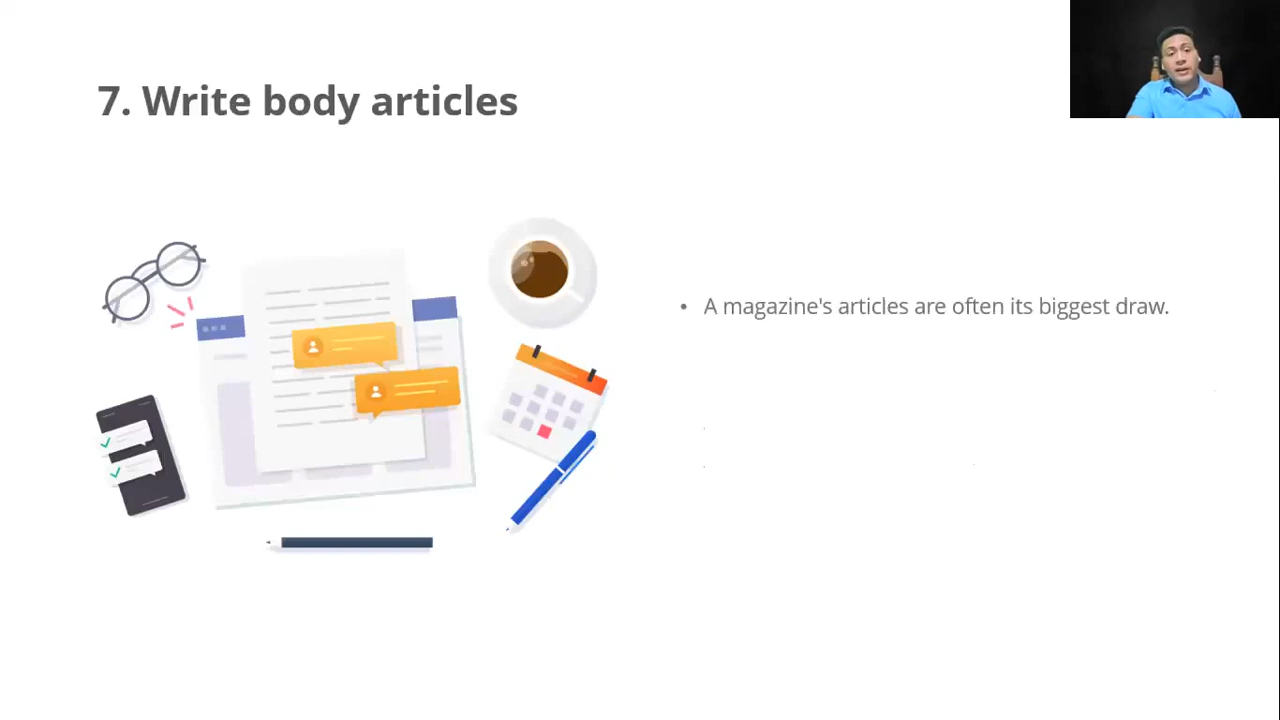 7. Write body articles
• A magazine's articles are often its biggest draw.